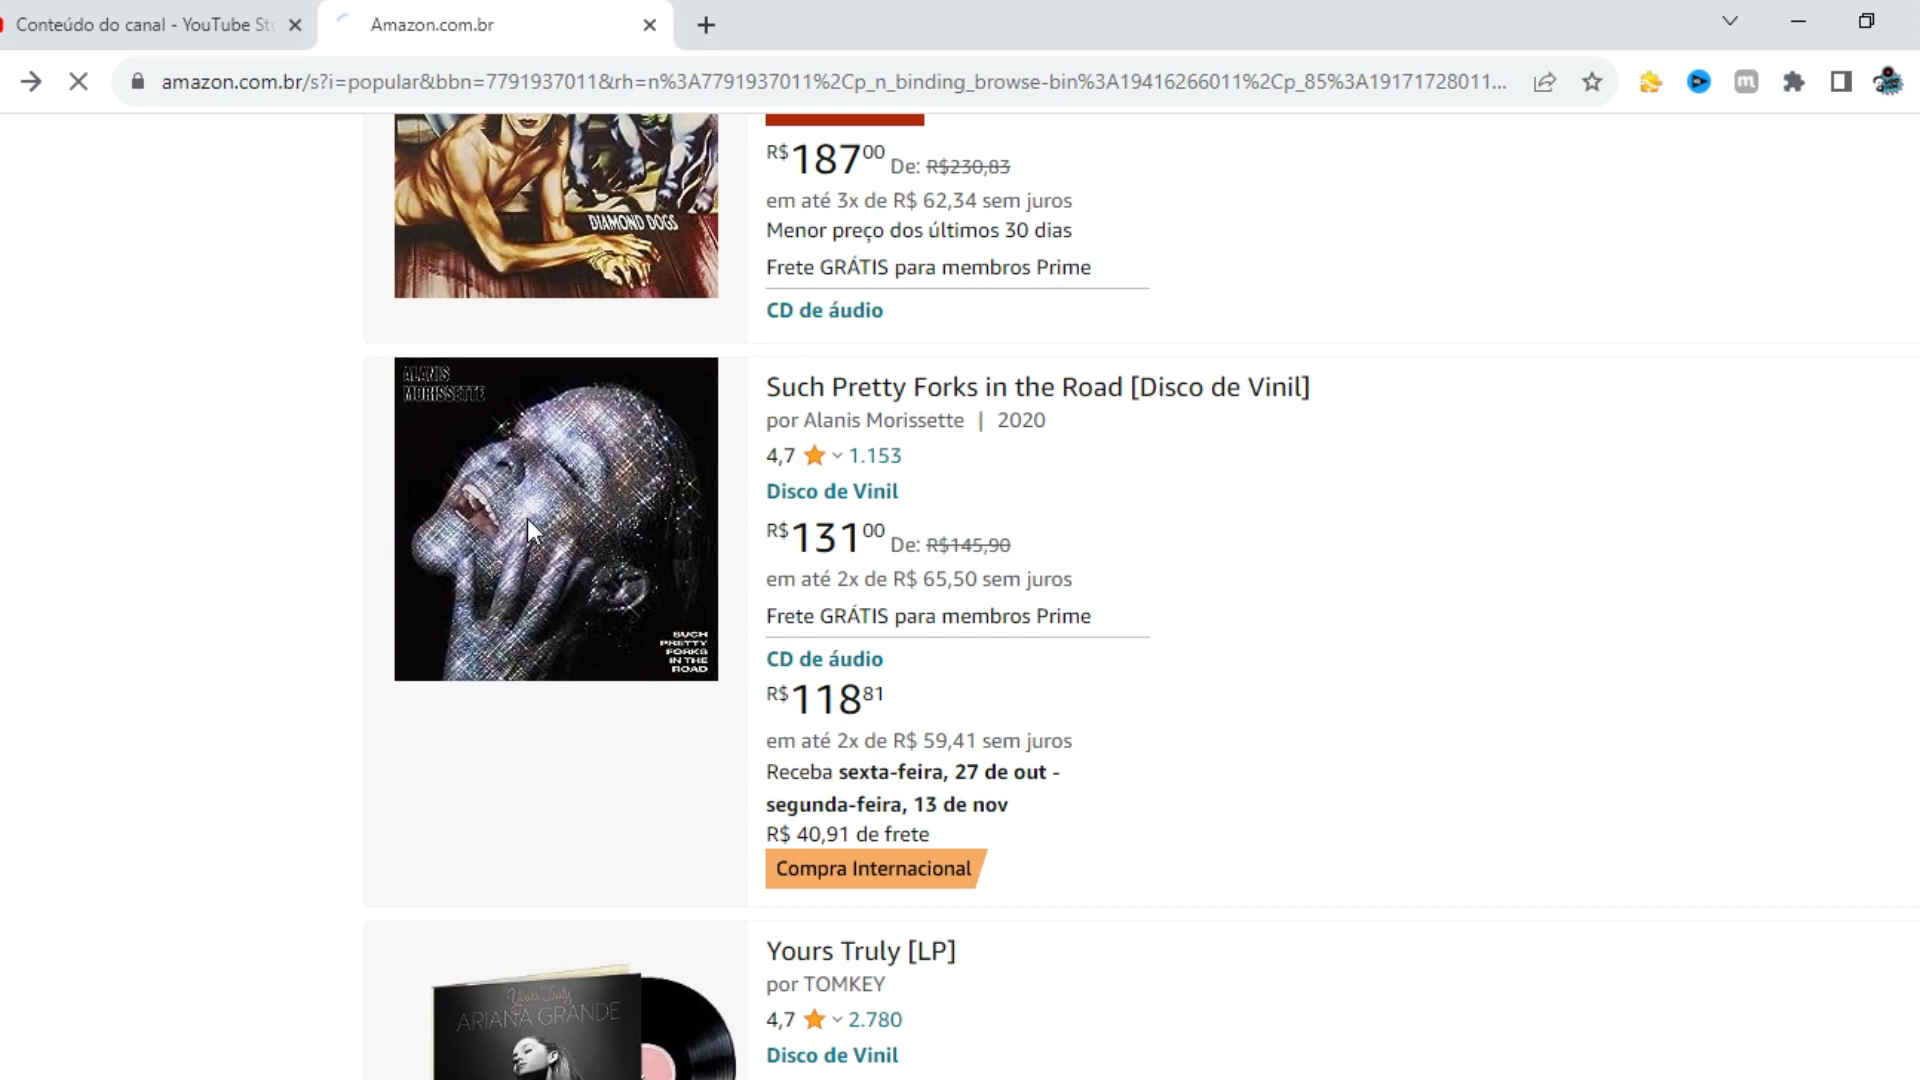 Conteúdo do canal - YouTube Stu
Amazon.com.br
amazon.com.br/s?i=popular&bbn=7791937011&rh=n%3A7791937011%2Cp_n_binding_browse-bin%3A19416266011%2Cp_85%3A19171728011...
m
DIAMOND DOGS
R$18700 De: R$230,83
em até 3x de R$ 62,34 sem juros
Menor preço dos últimos 30 dias
Frete GRÁTIS para membros Prime
CD de áudio
ALANIS
MORISSETTE
SUCH
PRETTY
FORKS
IN THE
ROAD
Such Pretty Forks in the Road [Disco de Vinil]
por Alanis Morissette | 2020
4,7 1.153
Disco de Vinil
R$13100 De: R$145,90
em até 2x de R$ 65,50 sem juros
Frete GRÁTIS para membros Prime
CD de áudio
R$11881
em até 2x de R$ 59,41 sem juros
Receba sexta-feira, 27 de out -
segunda-feira, 13 de nov
R$ 40,91 de frete
Compra Internacional
Yours Truly
ARIANA GRANDE
Yours Truly [LP]
por TOMKEY
4,7 2.780
Disco de Vinil